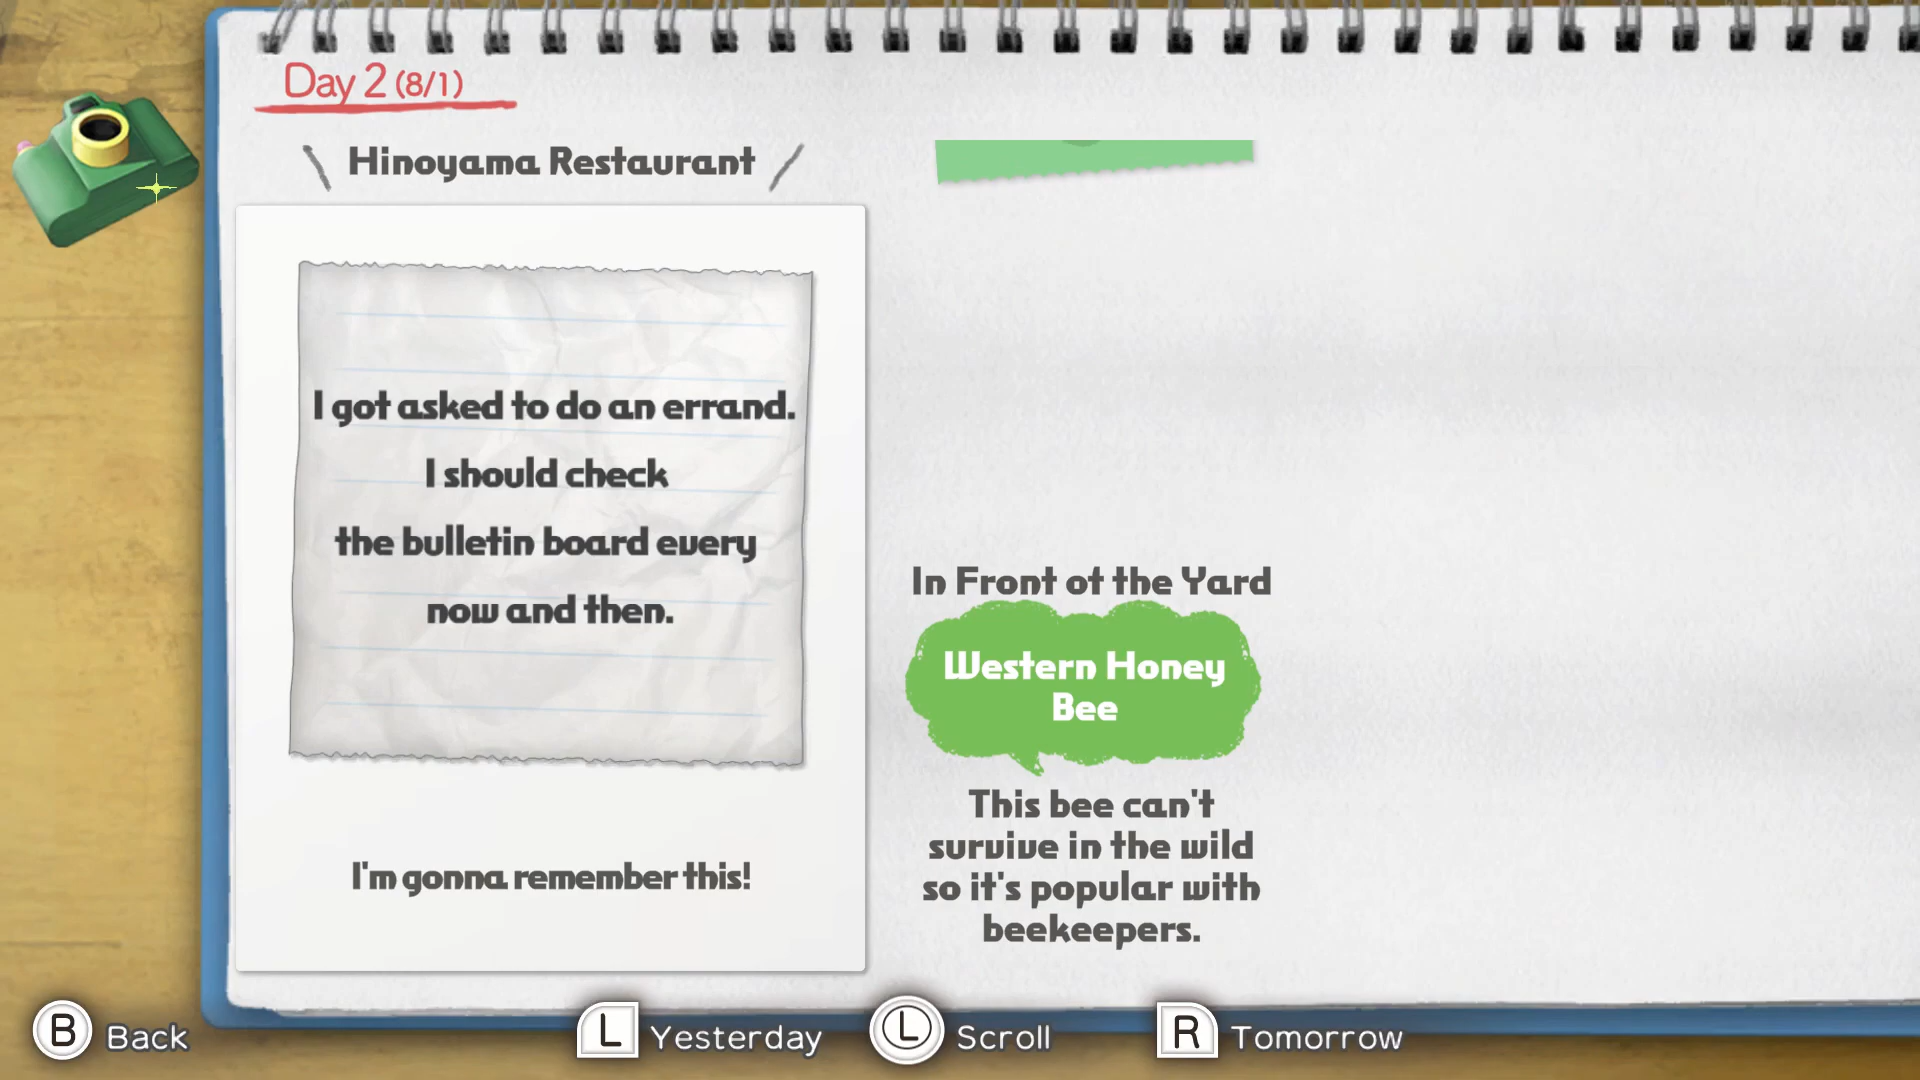 Day 2 (8/1)
Hinoyama Restaurant
I got asked to do an errand.
I should check
the bulletin board every
now and then.
I'm gonna remember this!
In Front of the Yard
Western Honey
Bee
This bee can't
survive in the wild
so it's popular with
beekeepers.
B Back
L Yesterday
L Scroll
R Tomorrow